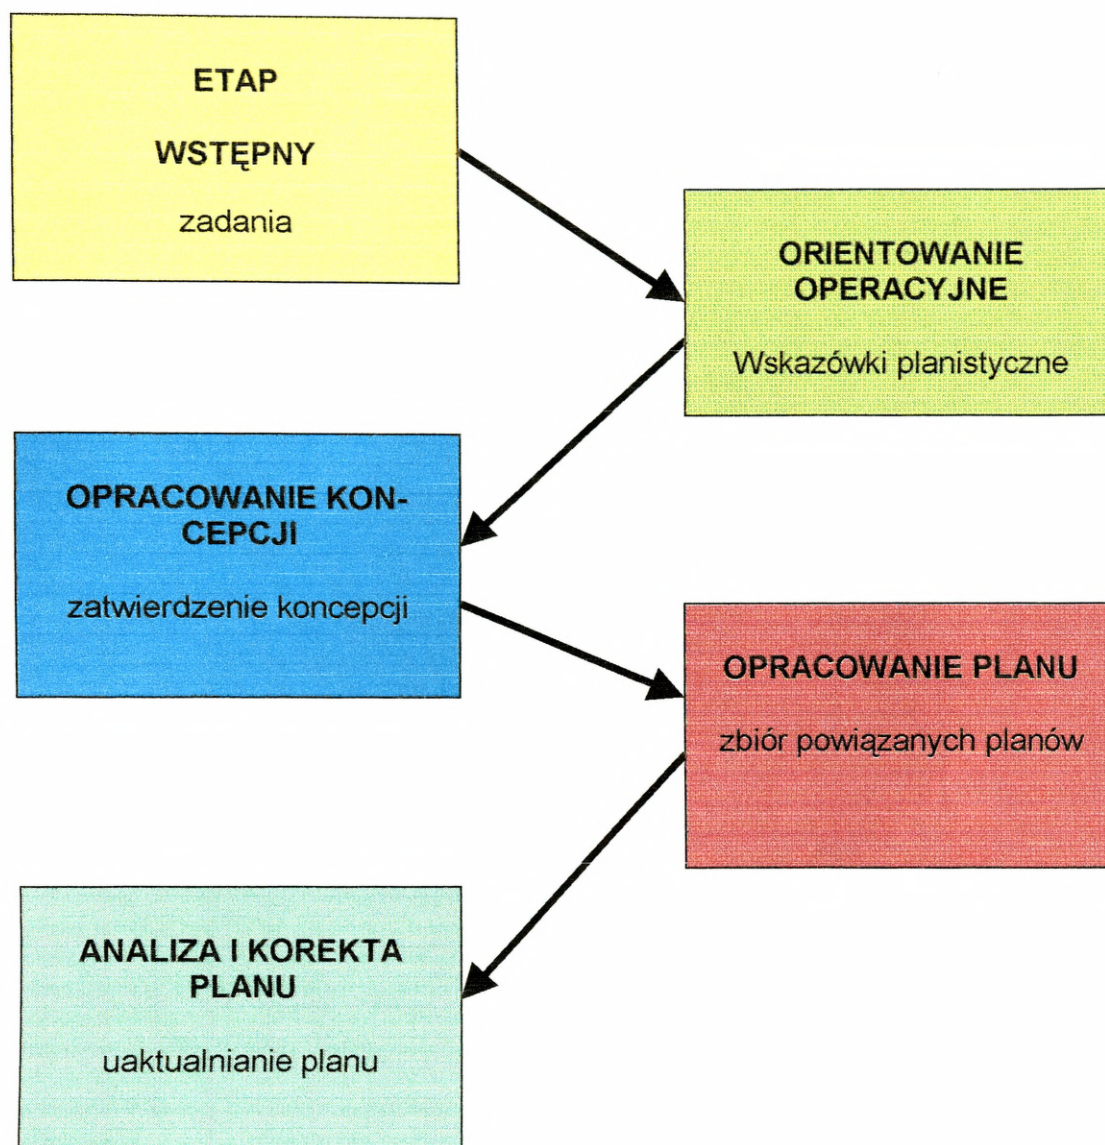 ETAP
WSTĘPNY
zadania
ORIENTOWANIE
OPERACYJNE
Wskazówki planistyczne
OPRACOWANIE KON-
CEPCJI
zatwierdzenie koncepcji
OPRACOWANIE PLANU
zbiór powiązanych planów
ANALIZA I KOREKTA
PLANU
uaktualnianie planu